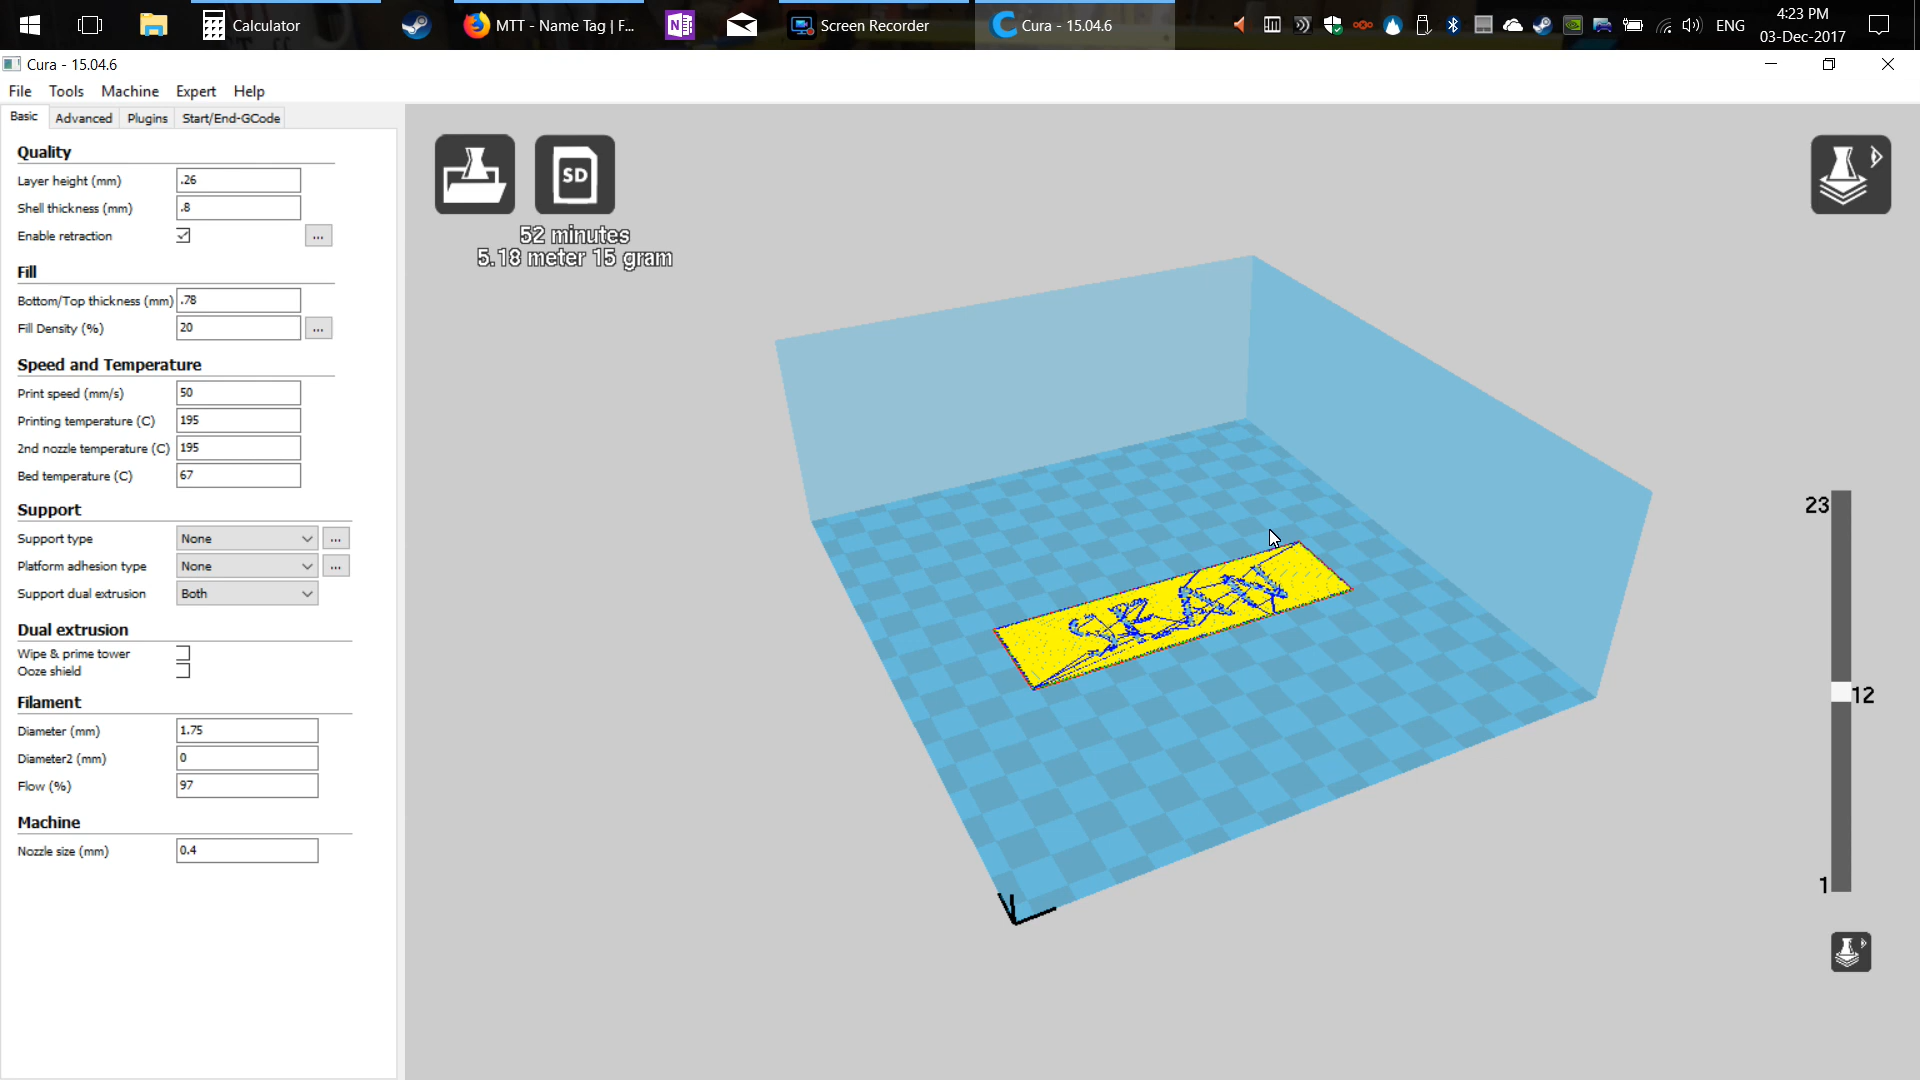 Calculator
MTT - Name Tag | F...
Screen Recorder
Cura - 15.04.6
ENG
4:23 PM
03-Dec-2017
Cura - 15.04.6
File Tools Machine Expert Help
Basic Advanced Plugins Start/End-GCode
Quality
Layer height (mm) .26
Shell thickness (mm) .8
Enable retraction ...
Fill
Bottom/Top thickness (mm) .78
Fill Density (%) 20 ...
Speed and Temperature
Print speed (mm/s) 50
Printing temperature (C) 195
2nd nozzle temperature (C) 195
Bed temperature (C) 67
Support
Support type None ...
Platform adhesion type None ...
Support dual extrusion Both
Dual extrusion
Wipe & prime tower
Ooze shield
Filament
Diameter (mm) 1.75
Diameter2 (mm) 0
Flow (%) 97
Machine
Nozzle size (mm) 0.4
SD
52 minutes
5.18 meter 15 gram
23
12
1